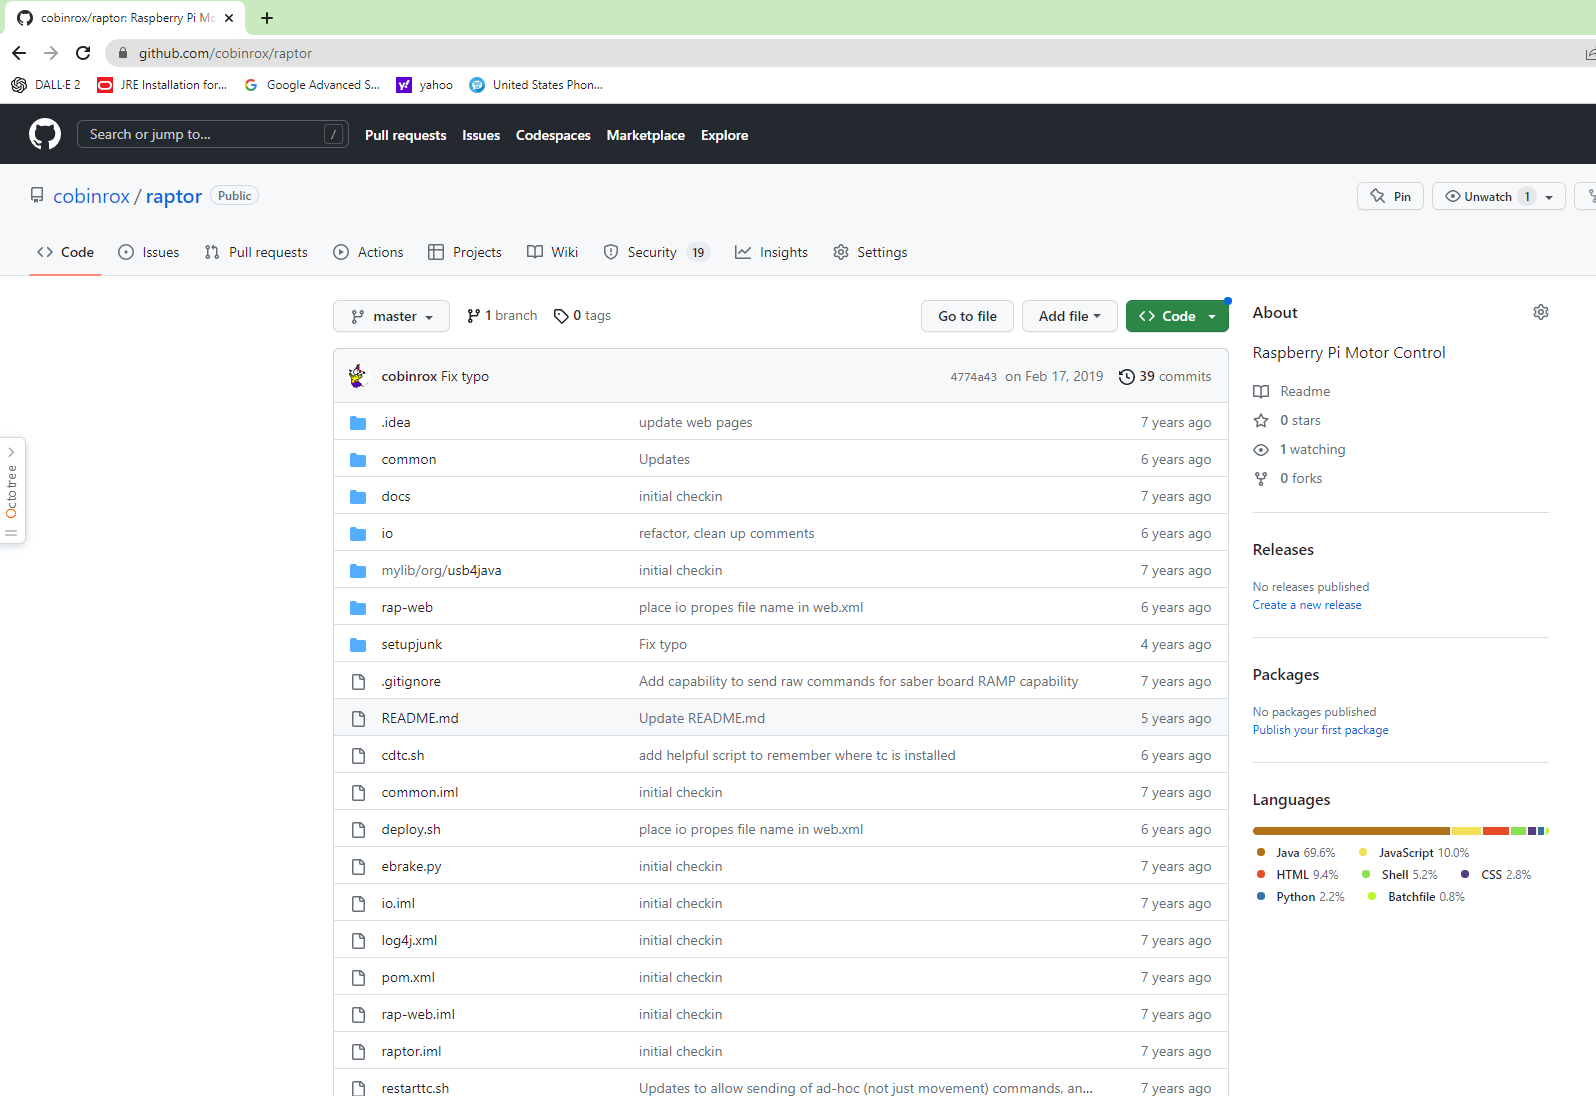 cobinrox/raptor: Raspberry Pi Mo
github.com/cobinrox/raptor
DALL·E 2 JRE Installation for... Google Advanced S... yahoo United States Phon...
Search or jump to... / Pull requests Issues Codespaces Marketplace Explore
cobinrox / raptor Public Pin Unwatch 1
Code Issues Pull requests Actions Projects Wiki Security 19 Insights Settings
master 1 branch 0 tags Go to file Add file Code
cobinrox Fix typo 4774a43 on Feb 17, 2019 39 commits
.idea update web pages 7 years ago
common Updates 6 years ago
docs initial checkin 7 years ago
io refactor, clean up comments 6 years ago
mylib/org/usb4java initial checkin 7 years ago
rap-web place io propes file name in web.xml 6 years ago
setupjunk Fix typo 4 years ago
.gitignore Add capability to send raw commands for saber board RAMP capability 7 years ago
README.md Update README.md 5 years ago
cdtc.sh add helpful script to remember where tc is installed 6 years ago
common.iml initial checkin 7 years ago
deploy.sh place io propes file name in web.xml 6 years ago
ebrake.py initial checkin 7 years ago
io.iml initial checkin 7 years ago
log4j.xml initial checkin 7 years ago
pom.xml initial checkin 7 years ago
rap-web.iml initial checkin 7 years ago
raptor.iml initial checkin 7 years ago
restarttc.sh Updates to allow sending of ad-hoc (not just movement) commands, an... 7 years ago
Octotree
About
Raspberry Pi Motor Control
Readme
0 stars
1 watching
0 forks
Releases
No releases published
Create a new release
Packages
No packages published
Publish your first package
Languages
Java 69.6% JavaScript 10.0%
HTML 9.4% Shell 5.2% CSS 2.8%
Python 2.2% Batchfile 0.8%